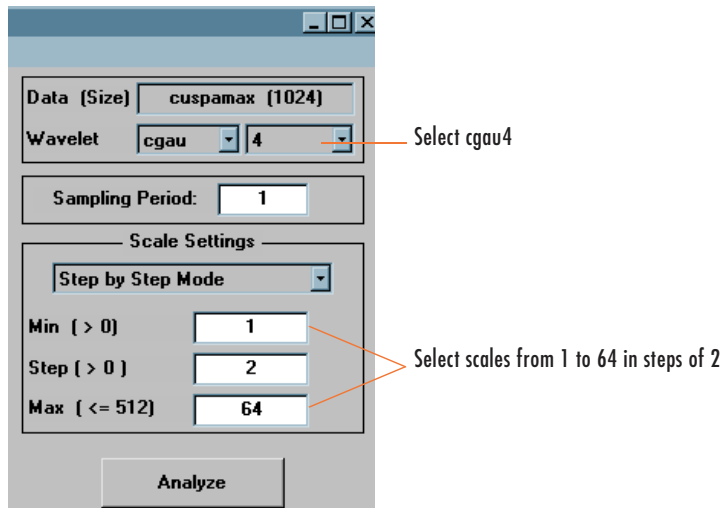 Data (Size) cuspamax (1024)
Wavelet cgau 4
Select cgau4
Sampling Period: 1
Scale Settings
Step by Step Mode
Min ( > 0) 1
Step ( > 0 ) 2
Max ( <= 512) 64
Select scales from 1 to 64 in steps of 2
Analyze